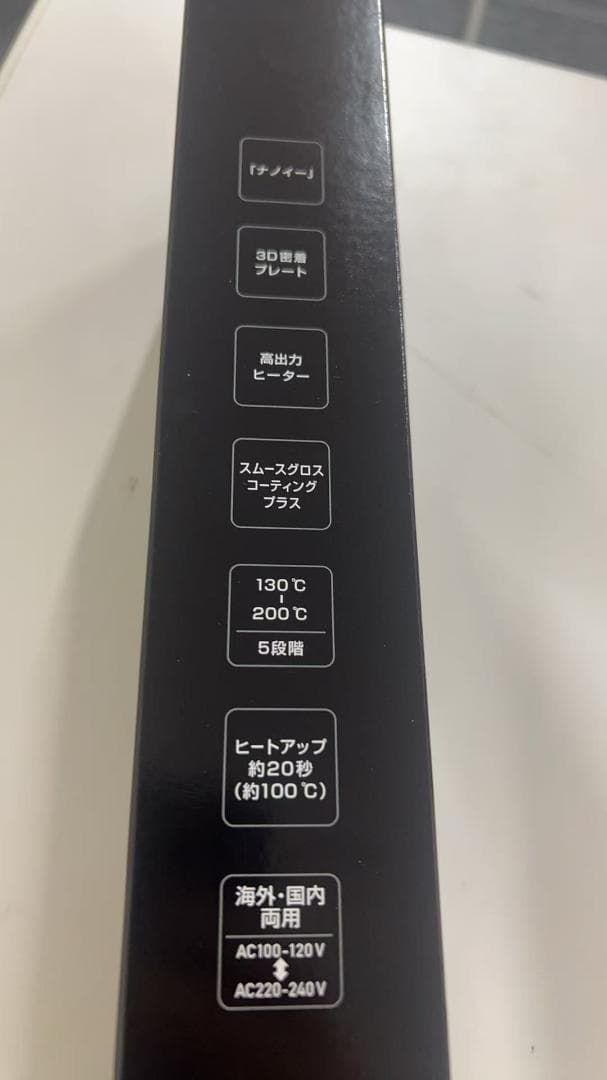 「ナノイー」
3D密着
プレート
高出力
ヒーター
スムースグロス
コーティング
プラス
130℃
-
200℃
5段階
ヒートアップ
約20秒
(約100℃)
海外・国内
両用
AC100-120V
↕
AC220-240V